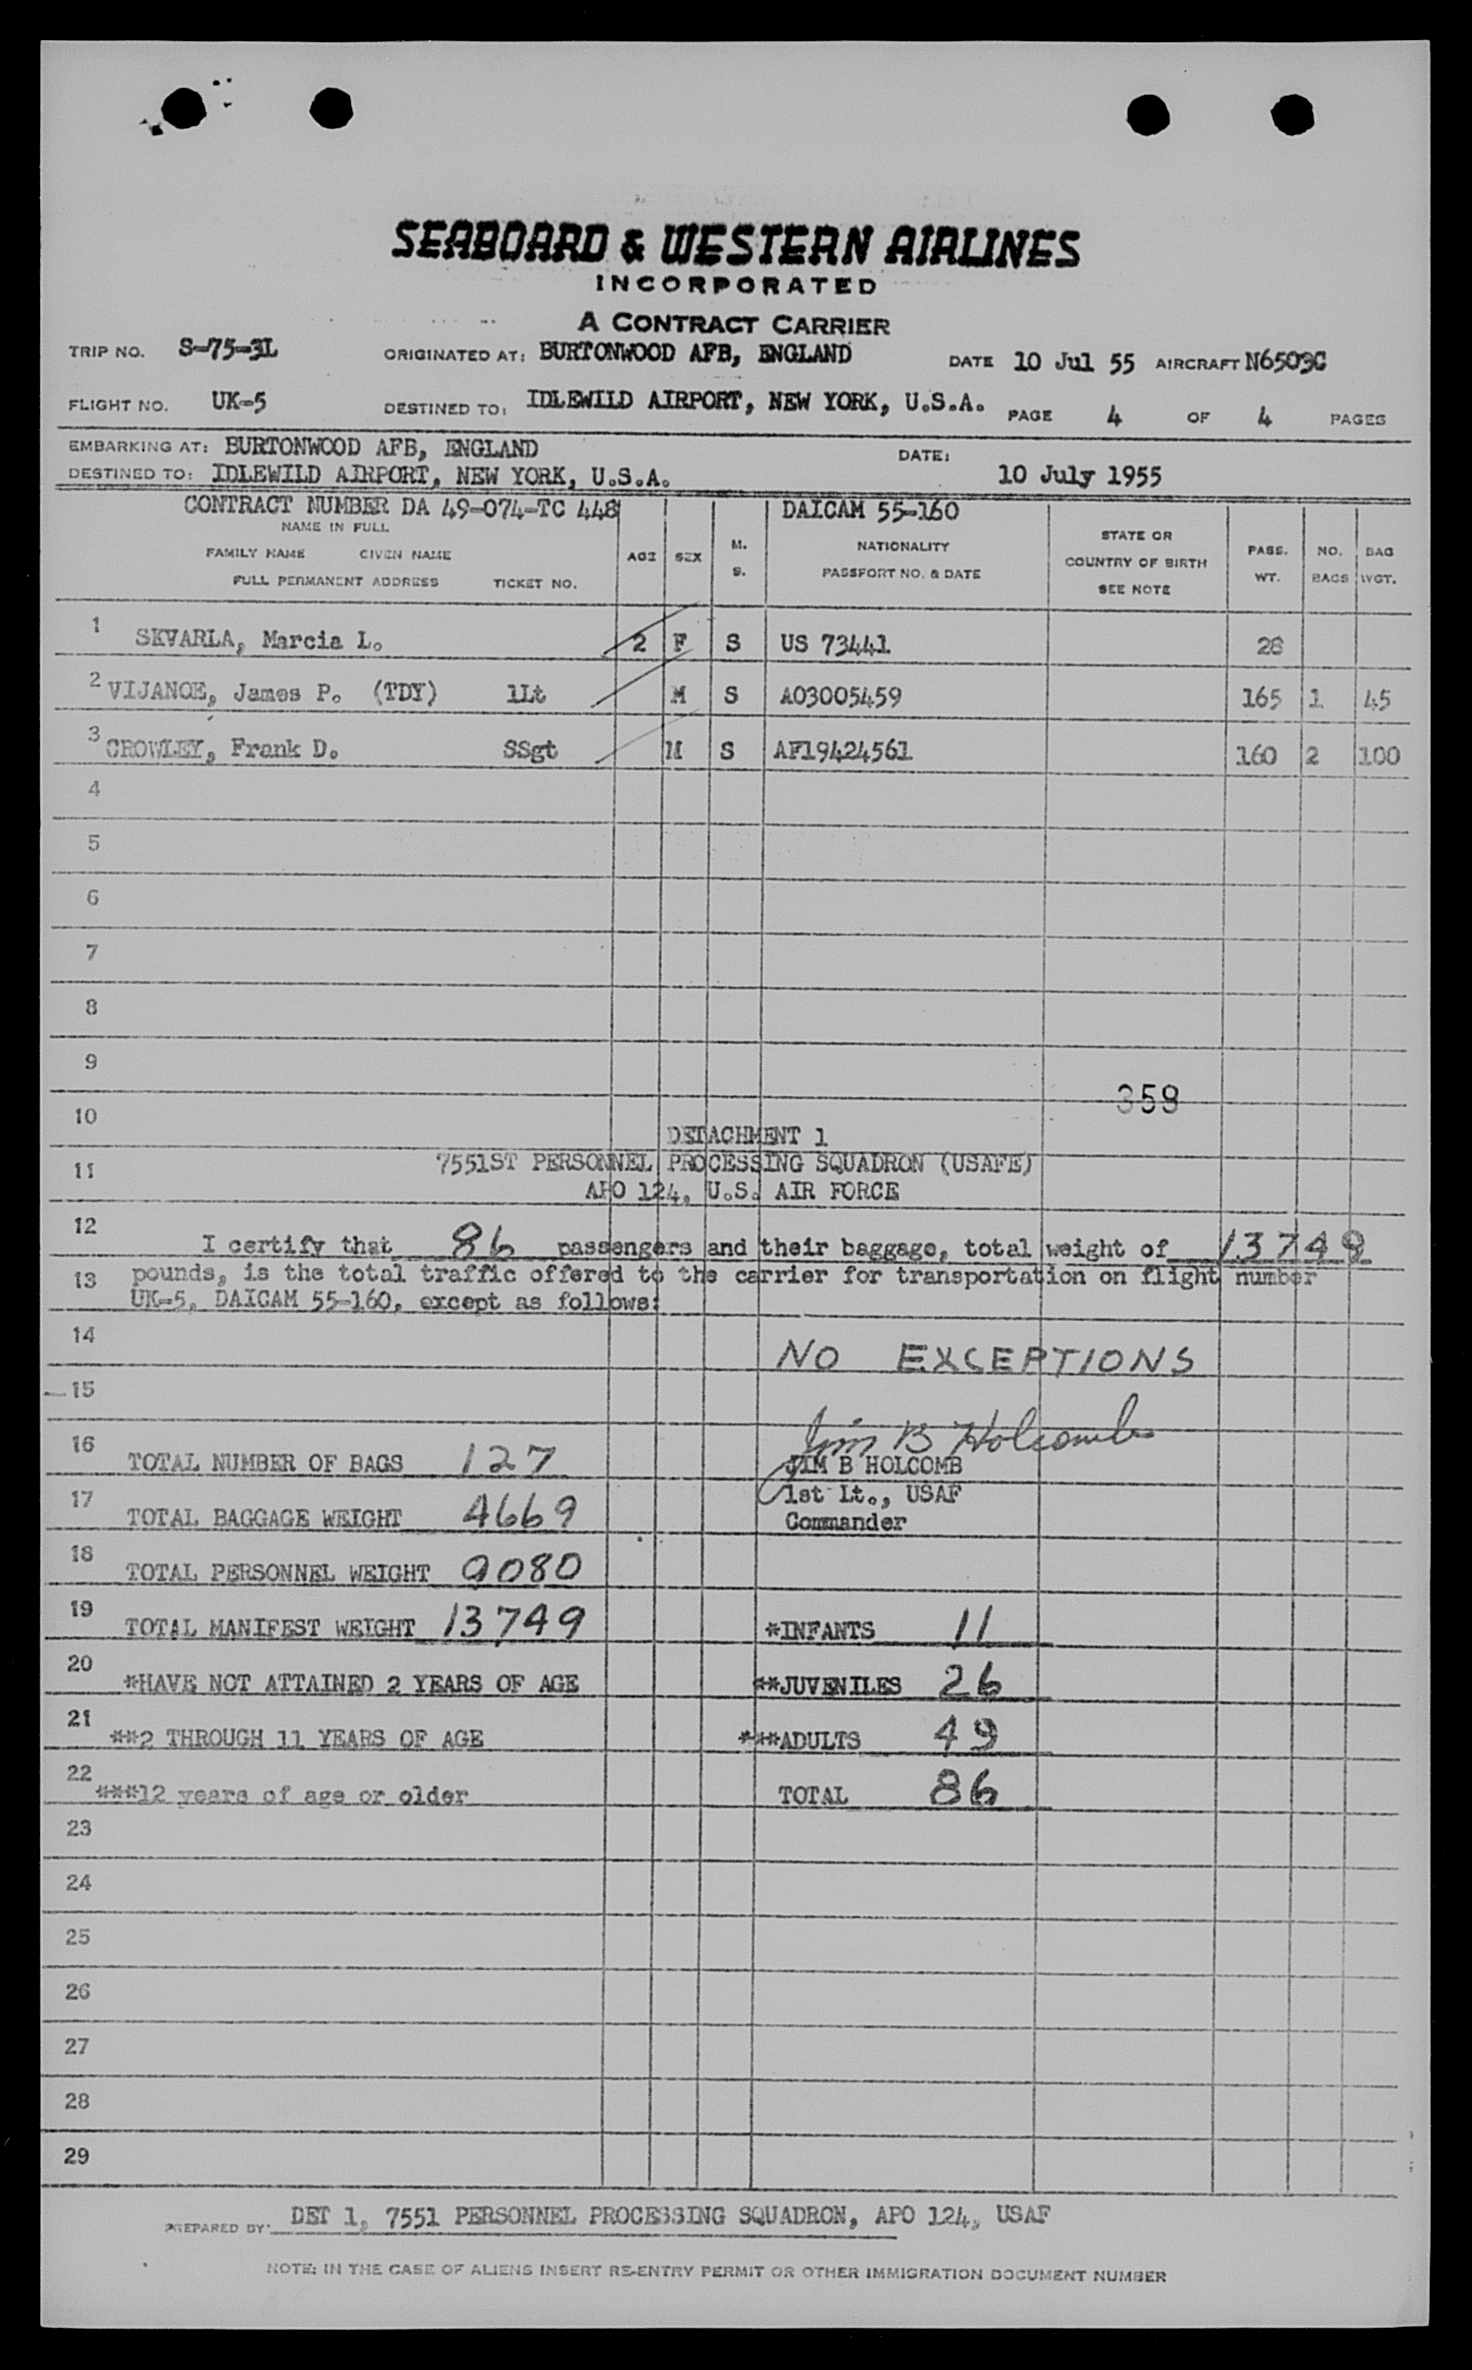 SEABOARD & WESTERN AIRLINES
INCORPORATED
A CONTRACT CARRIER
TRIP NO. S-75-3L ORIGINATED AT: BURTONWOOD AFB, ENGLAND DATE 10 Jul 55 AIRCRAFT N6503C
FLIGHT NO. UK-5 DESTINED TO: IDLEWILD AIRPORT, NEW YORK, U.S.A. PAGE 4 OF 4 PAGES
EMBARKING AT: BURTONWOOD AFB, ENGLAND DATE:
DESTINED TO: IDLEWILD AIRPORT, NEW YORK, U.S.A. 10 July 1955
CONTRACT NUMBER DA 49-074-TC 448 DAICAM 55-160
NAME IN FULL
FAMILY NAME GIVEN NAME
FULL PERMANENT ADDRESS TICKET NO.
AGE SEX M. S.
NATIONALITY
PASSPORT NO. & DATE
STATE OR
COUNTRY OF BIRTH
SEE NOTE
PASS. WT.
NO. BAGS
BAG WGT.
1 SKVARLA, Marcia L. 2 F S US 73441 28
2 VIJANOE, James P. (TDY) 1Lt M S AO3005459 165 1 45
3 CROWLEY, Frank D. SSgt M S AF19424561 160 2 100
4
5
6
7
8
9
359
10
DETACHMENT 1
11 7551ST PERSONNEL PROCESSING SQUADRON (USAFE)
APO 124, U.S. AIR FORCE
12 I certify that 86 passengers and their baggage, total weight of 13749
13 pounds, is the total traffic offered to the carrier for transportation on flight number
UK-5, DAICAM 55-160, except as follows:
14 NO EXCEPTIONS
15
Jim B Holcomb
16 TOTAL NUMBER OF BAGS 127 JIM B HOLCOMB
17 TOTAL BAGGAGE WEIGHT 4669 1st Lt., USAF
Commander
18 TOTAL PERSONNEL WEIGHT 9080
19 TOTAL MANIFEST WEIGHT 13749 *INFANTS 11
20 *HAVE NOT ATTAINED 2 YEARS OF AGE **JUVENILES 26
21 **2 THROUGH 11 YEARS OF AGE ***ADULTS 49
22 ***12 years of age or older TOTAL 86
23
24
25
26
27
28
29
PREPARED BY: DET 1, 7551 PERSONNEL PROCESSING SQUADRON, APO 124, USAF
NOTE: IN THE CASE OF ALIENS INSERT RE-ENTRY PERMIT OR OTHER IMMIGRATION DOCUMENT NUMBER